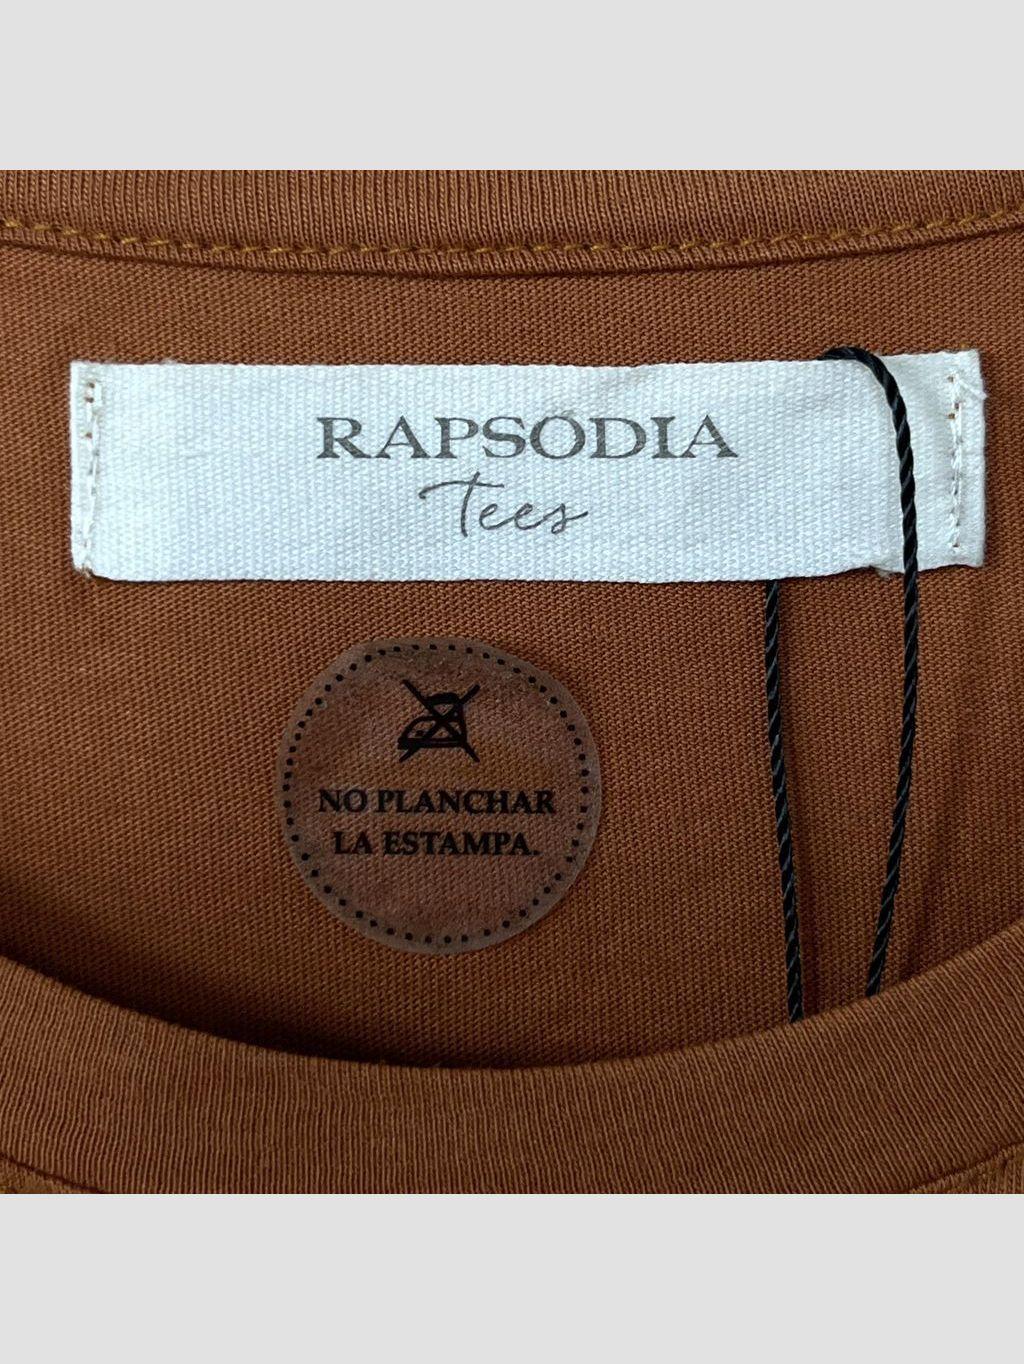 RAPSODIA
Tees
NO PLANCHAR
LA ESTAMPA.